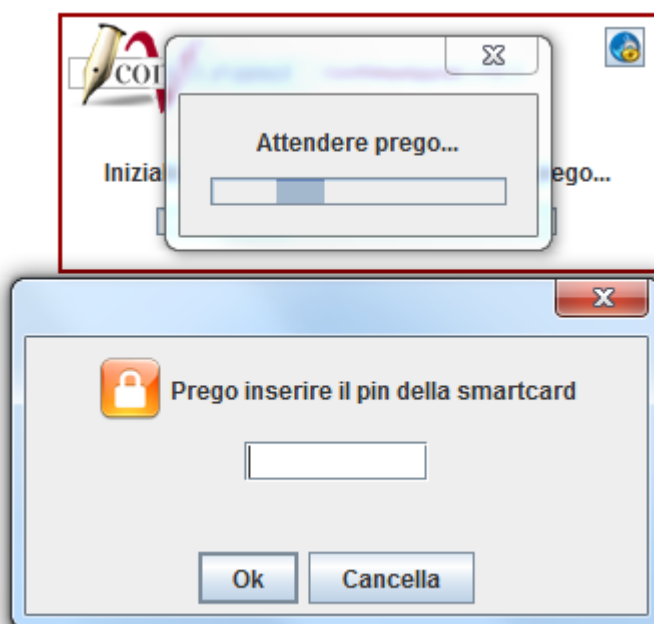 Attendere prego...
Prego inserire il pin della smartcard
Ok
Cancella